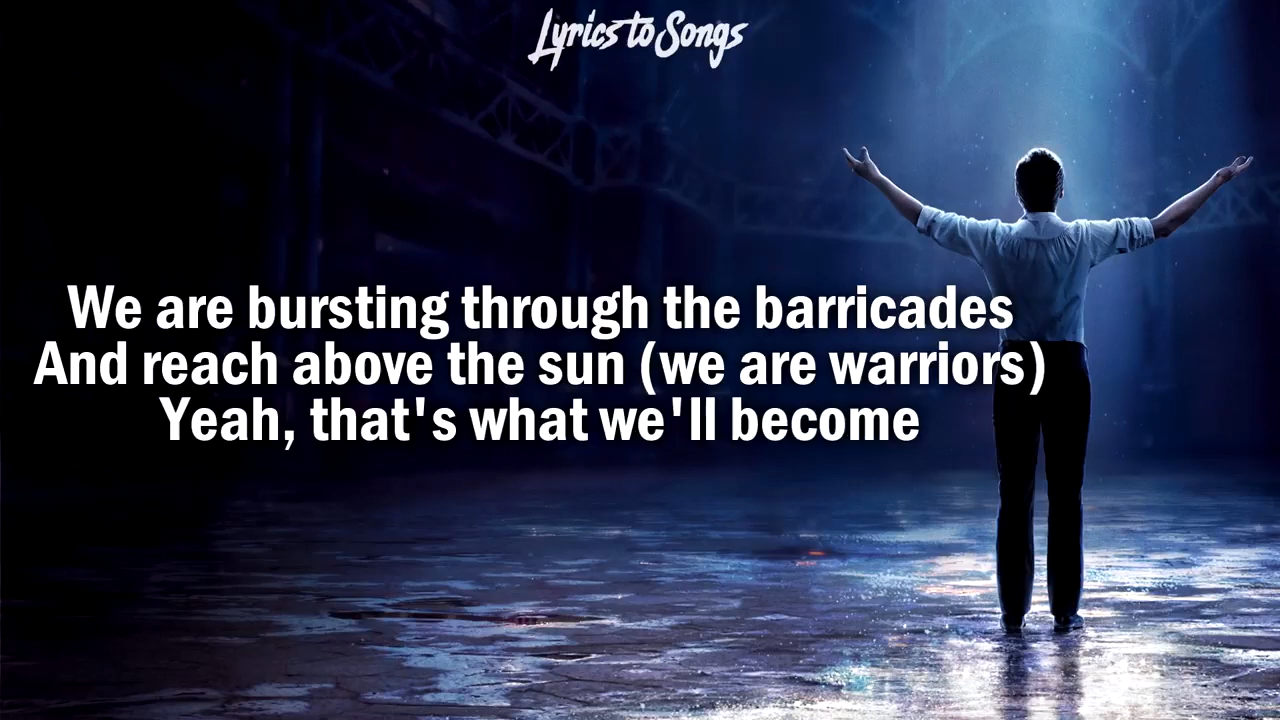 Lyrics to Songs
We are bursting through the barricades
And reach above the sun (we are warriors)
Yeah, that's what we'll become